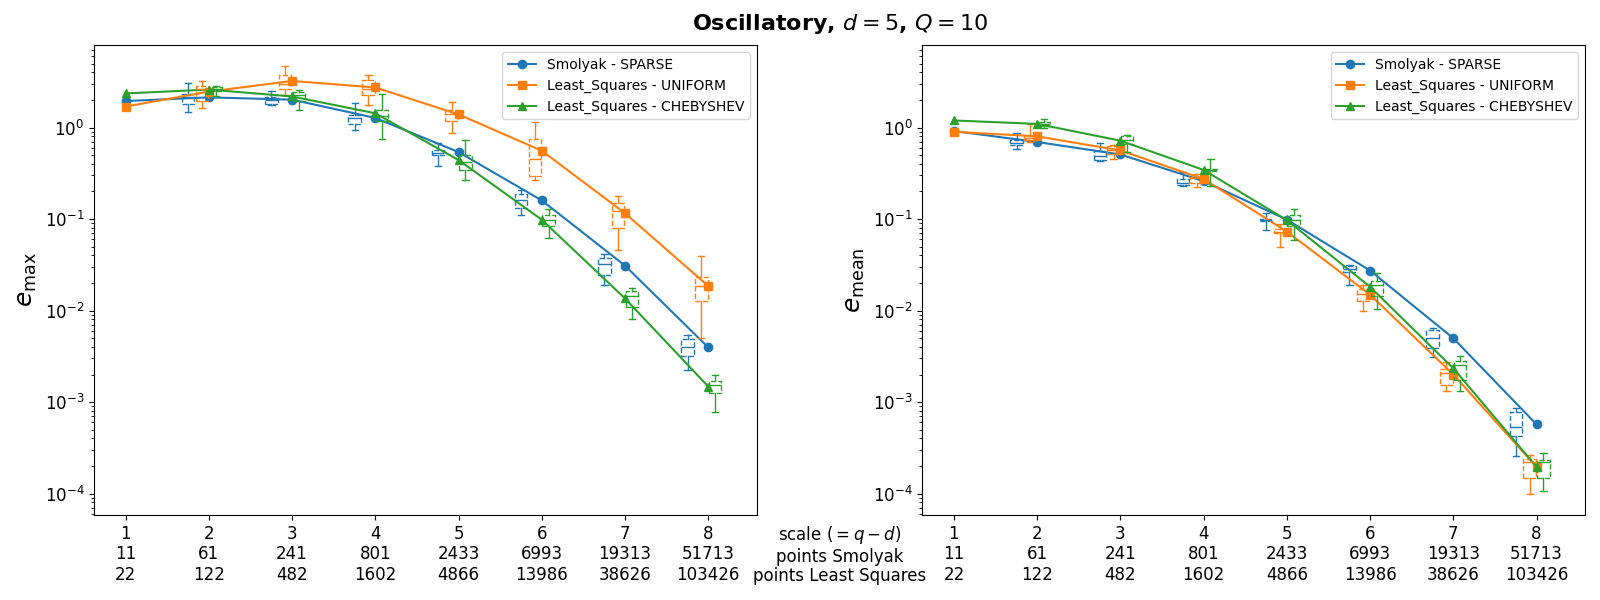 Oscillatory, d = 5, Q = 10
Smolyak - SPARSE
Least_Squares - UNIFORM
Least_Squares - CHEBYSHEV
10⁰
10⁻¹
10⁻²
10⁻³
10⁻⁴
e_max
1 2 3 4 5 6 7 8
11 61 241 801 2433 6993 19313 51713
22 122 482 1602 4866 13986 38626 103426
scale (= q − d)
points Smolyak
points Least Squares
Smolyak - SPARSE
Least_Squares - UNIFORM
Least_Squares - CHEBYSHEV
10⁰
10⁻¹
10⁻²
10⁻³
10⁻⁴
e_mean
1 2 3 4 5 6 7 8
11 61 241 801 2433 6993 19313 51713
22 122 482 1602 4866 13986 38626 103426